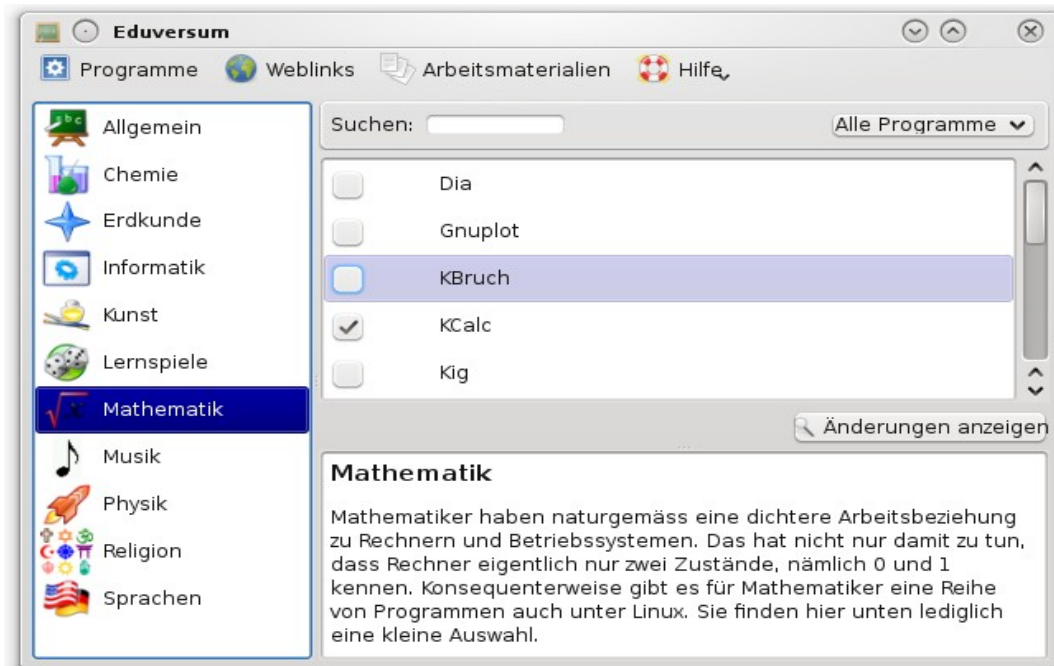 Eduversum
Programme Weblinks Arbeitsmaterialien Hilfe
Allgemein
Chemie
Erdkunde
Informatik
Kunst
Lernspiele
Mathematik
Musik
Physik
Religion
Sprachen
Suchen: Alle Programme
Dia
Gnuplot
KBruch
KCalc
Kig
Änderungen anzeigen
Mathematik
Mathematiker haben naturgemäss eine dichtere Arbeitsbeziehung
zu Rechnern und Betriebssystemen. Das hat nicht nur damit zu tun,
dass Rechner eigentlich nur zwei Zustände, nämlich 0 und 1
kennen. Konsequenterweise gibt es für Mathematiker eine Reihe
von Programmen auch unter Linux. Sie finden hier unten lediglich
eine kleine Auswahl.